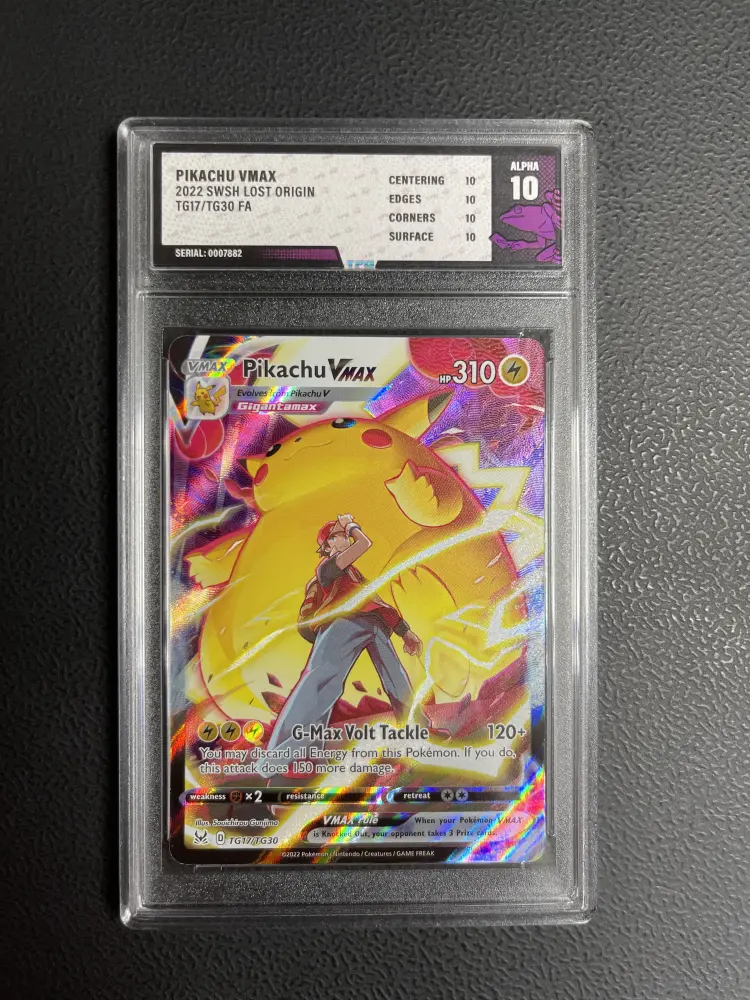 PIKACHU VMAX
2022 SWSH LOST ORIGIN
TG17/TG30 FA
SERIAL: 0007882
CENTERING 10
EDGES 10
CORNERS 10
SURFACE 10
ALPHA
10
VMAX Pikachu VMAX HP 310
Evolves from Pikachu V
Gigantamax
G-Max Volt Tackle 120+
You may discard all Energy from this Pokémon. If you do,
this attack does 150 more damage.
weakness ×2 resistance retreat
Illus. Souichirou Gunjima
VMAX rule When your Pokémon VMAX
is Knocked Out, your opponent takes 3 Prize cards.
D TG17/TG30
©2022 Pokémon / Nintendo / Creatures / GAME FREAK